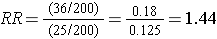 RR = (36/200) / (25/200) = 0.18 / 0.125 = 1.44